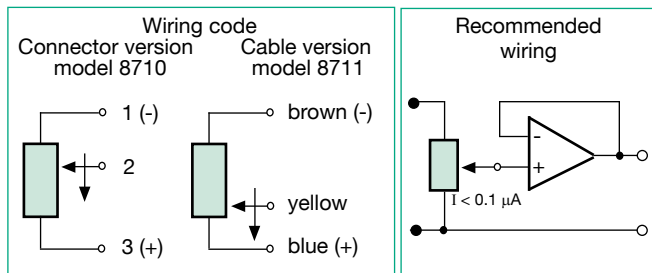 Wiring code
Connector version
model 8710
Cable version
model 8711
1 (-)
2
3 (+)
brown (-)
yellow
blue (+)
Recommended
wiring
-
+
I < 0.1 µA